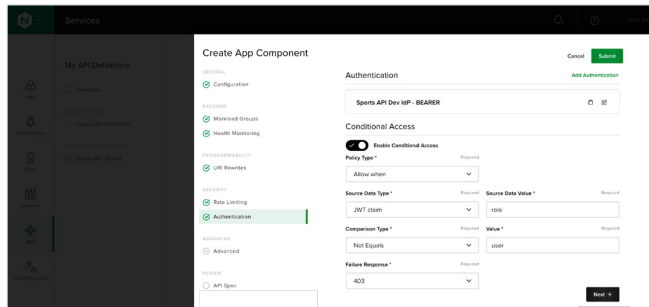 Services
Create App Component
Cancel
Submit
GENERAL
Configuration
My API Definitions
Overview
BACKEND
Workload Groups
Health Monitoring
PROGRAMMABILITY
URI Rewrites
SECURITY
Rate Limiting
Authentication
ADVANCED
Advanced
REVIEW
API Spec
Authentication
Add Authentication
Sports API Dev IdP - BEARER
Conditional Access
Enable Conditional Access
Policy Type *
Required
Allow when
Source Data Type *
Required
Source Data Value *
Required
JWT claim
role
Comparison Type *
Required
Value *
Required
Not Equals
user
Failure Response *
Required
403
Next →